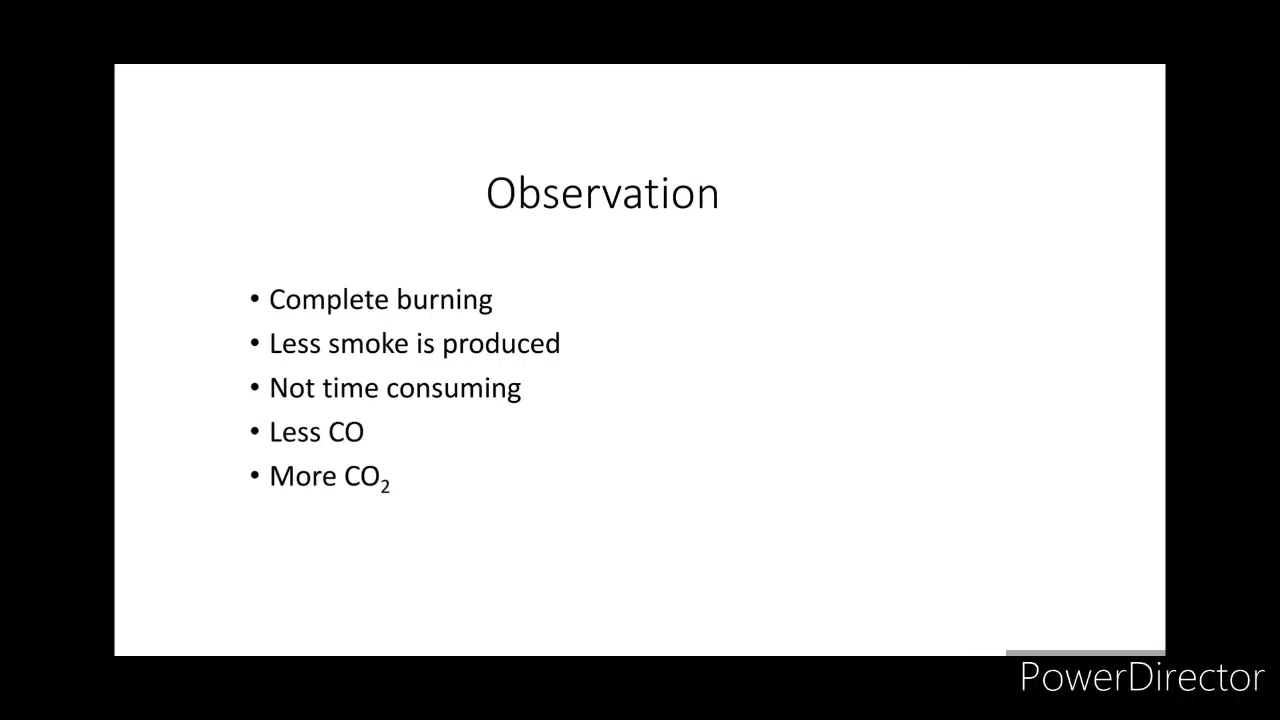 Observation
• Complete burning
• Less smoke is produced
• Not time consuming
• Less CO
• More CO₂
PowerDirector